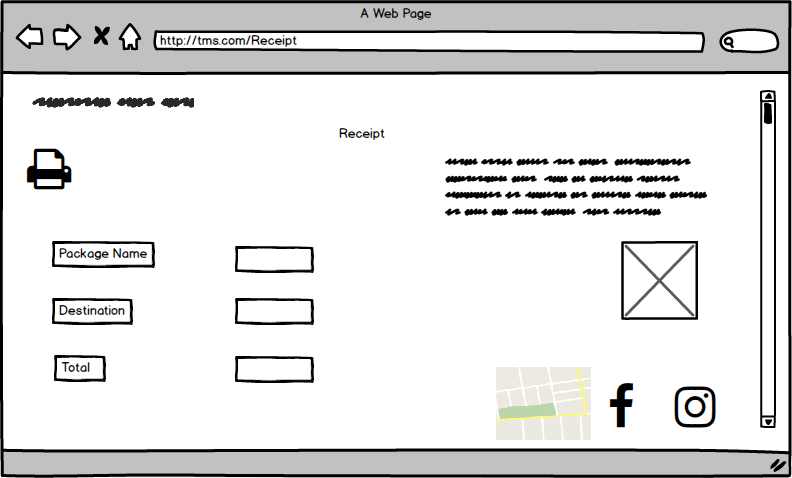 A Web Page
http://tms.com/Receipt
Receipt
Package Name
Destination
Total